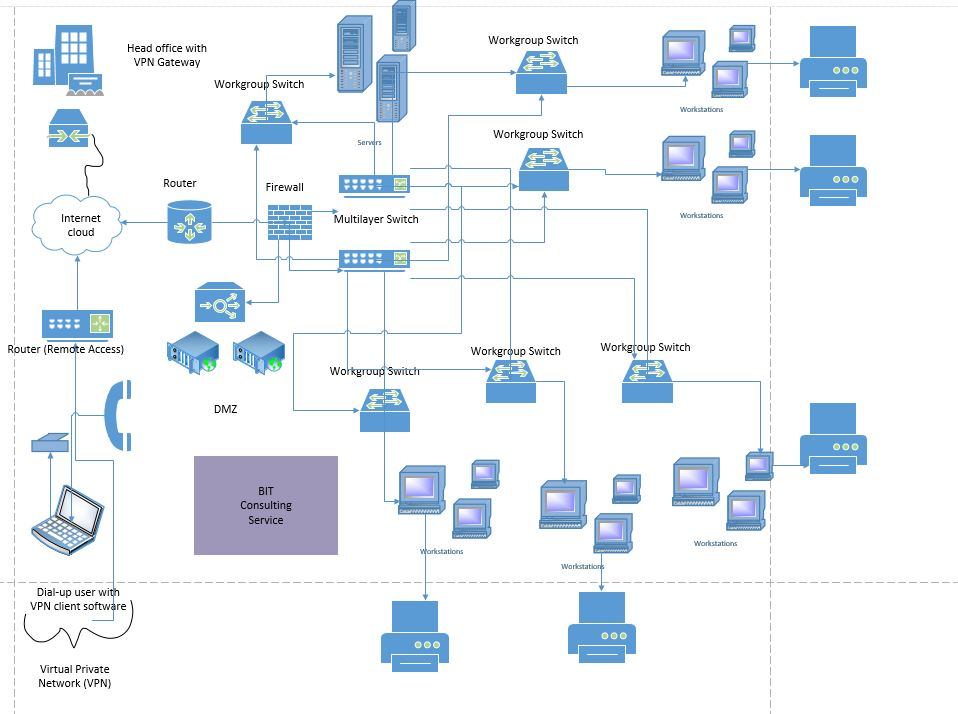 Head office with
VPN Gateway
Workgroup Switch
Workgroup Switch
Workstations
Servers
Workgroup Switch
Workstations
Router
Firewall
Multilayer Switch
Internet
cloud
Router (Remote Access)
Workgroup Switch
Workgroup Switch
Workgroup Switch
DMZ
BIT
Consulting
Service
Workstations
Workstations
Workstations
Dial-up user with
VPN client software
Virtual Private
Network (VPN)